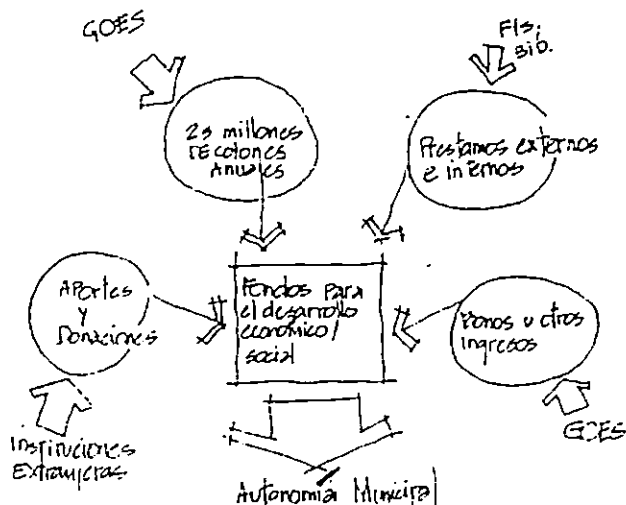 GOES
FIS,
BID.
25 millones
DE colones
Anuales
Prestamos externos
e internos
Aportes
y
Donaciones
Fondos para
el desarrollo
económico/
social
Bonos u otros
ingresos
Instituciones
Extranjeras
GOES
Autonomía Municipal